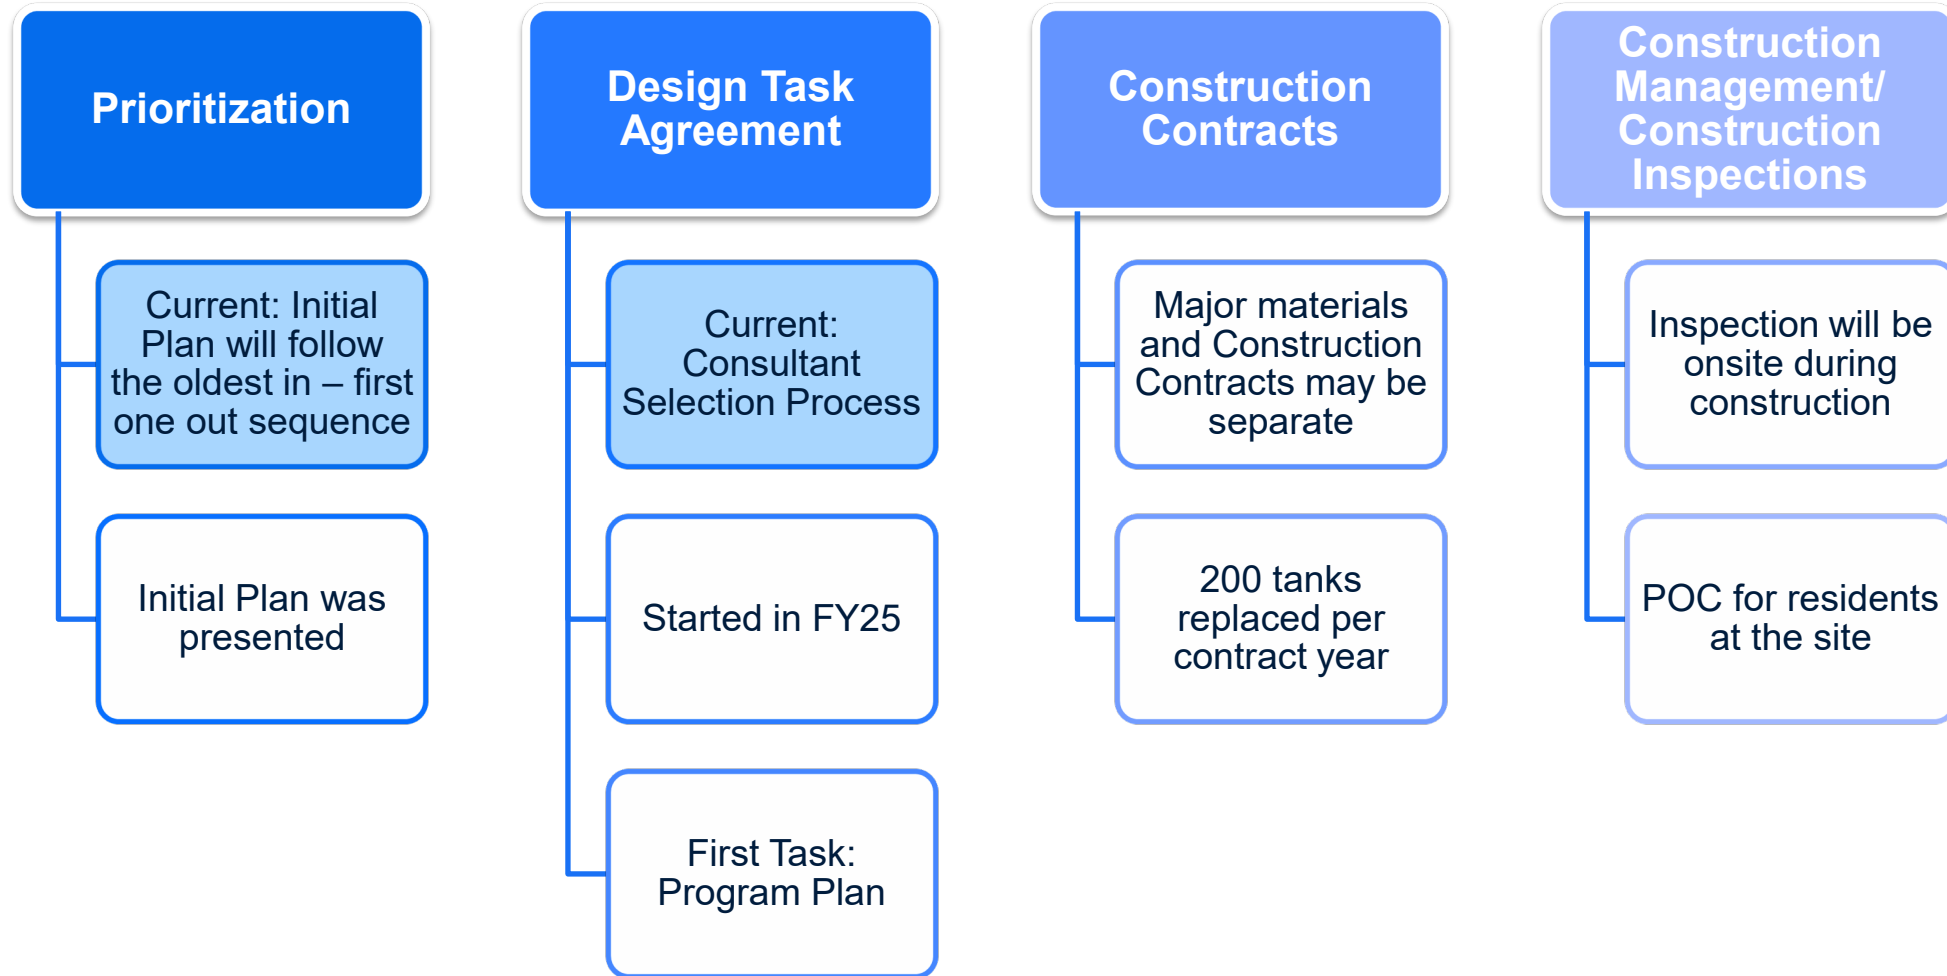 Prioritization
Current: Initial
Plan will follow
the oldest in – first
one out sequence
Initial Plan was
presented
Design Task
Agreement
Current:
Consultant
Selection Process
Started in FY25
First Task:
Program Plan
Construction
Contracts
Major materials
and Construction
Contracts may be
separate
200 tanks
replaced per
contract year
Construction
Management/
Construction
Inspections
Inspection will be
onsite during
construction
POC for residents
at the site